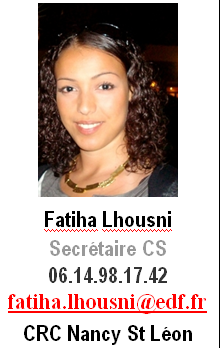 Fatiha Lhousni
Secrétaire CS
06.14.98.17.42
fatiha.lhousni@edf.fr
CRC Nancy St Léon